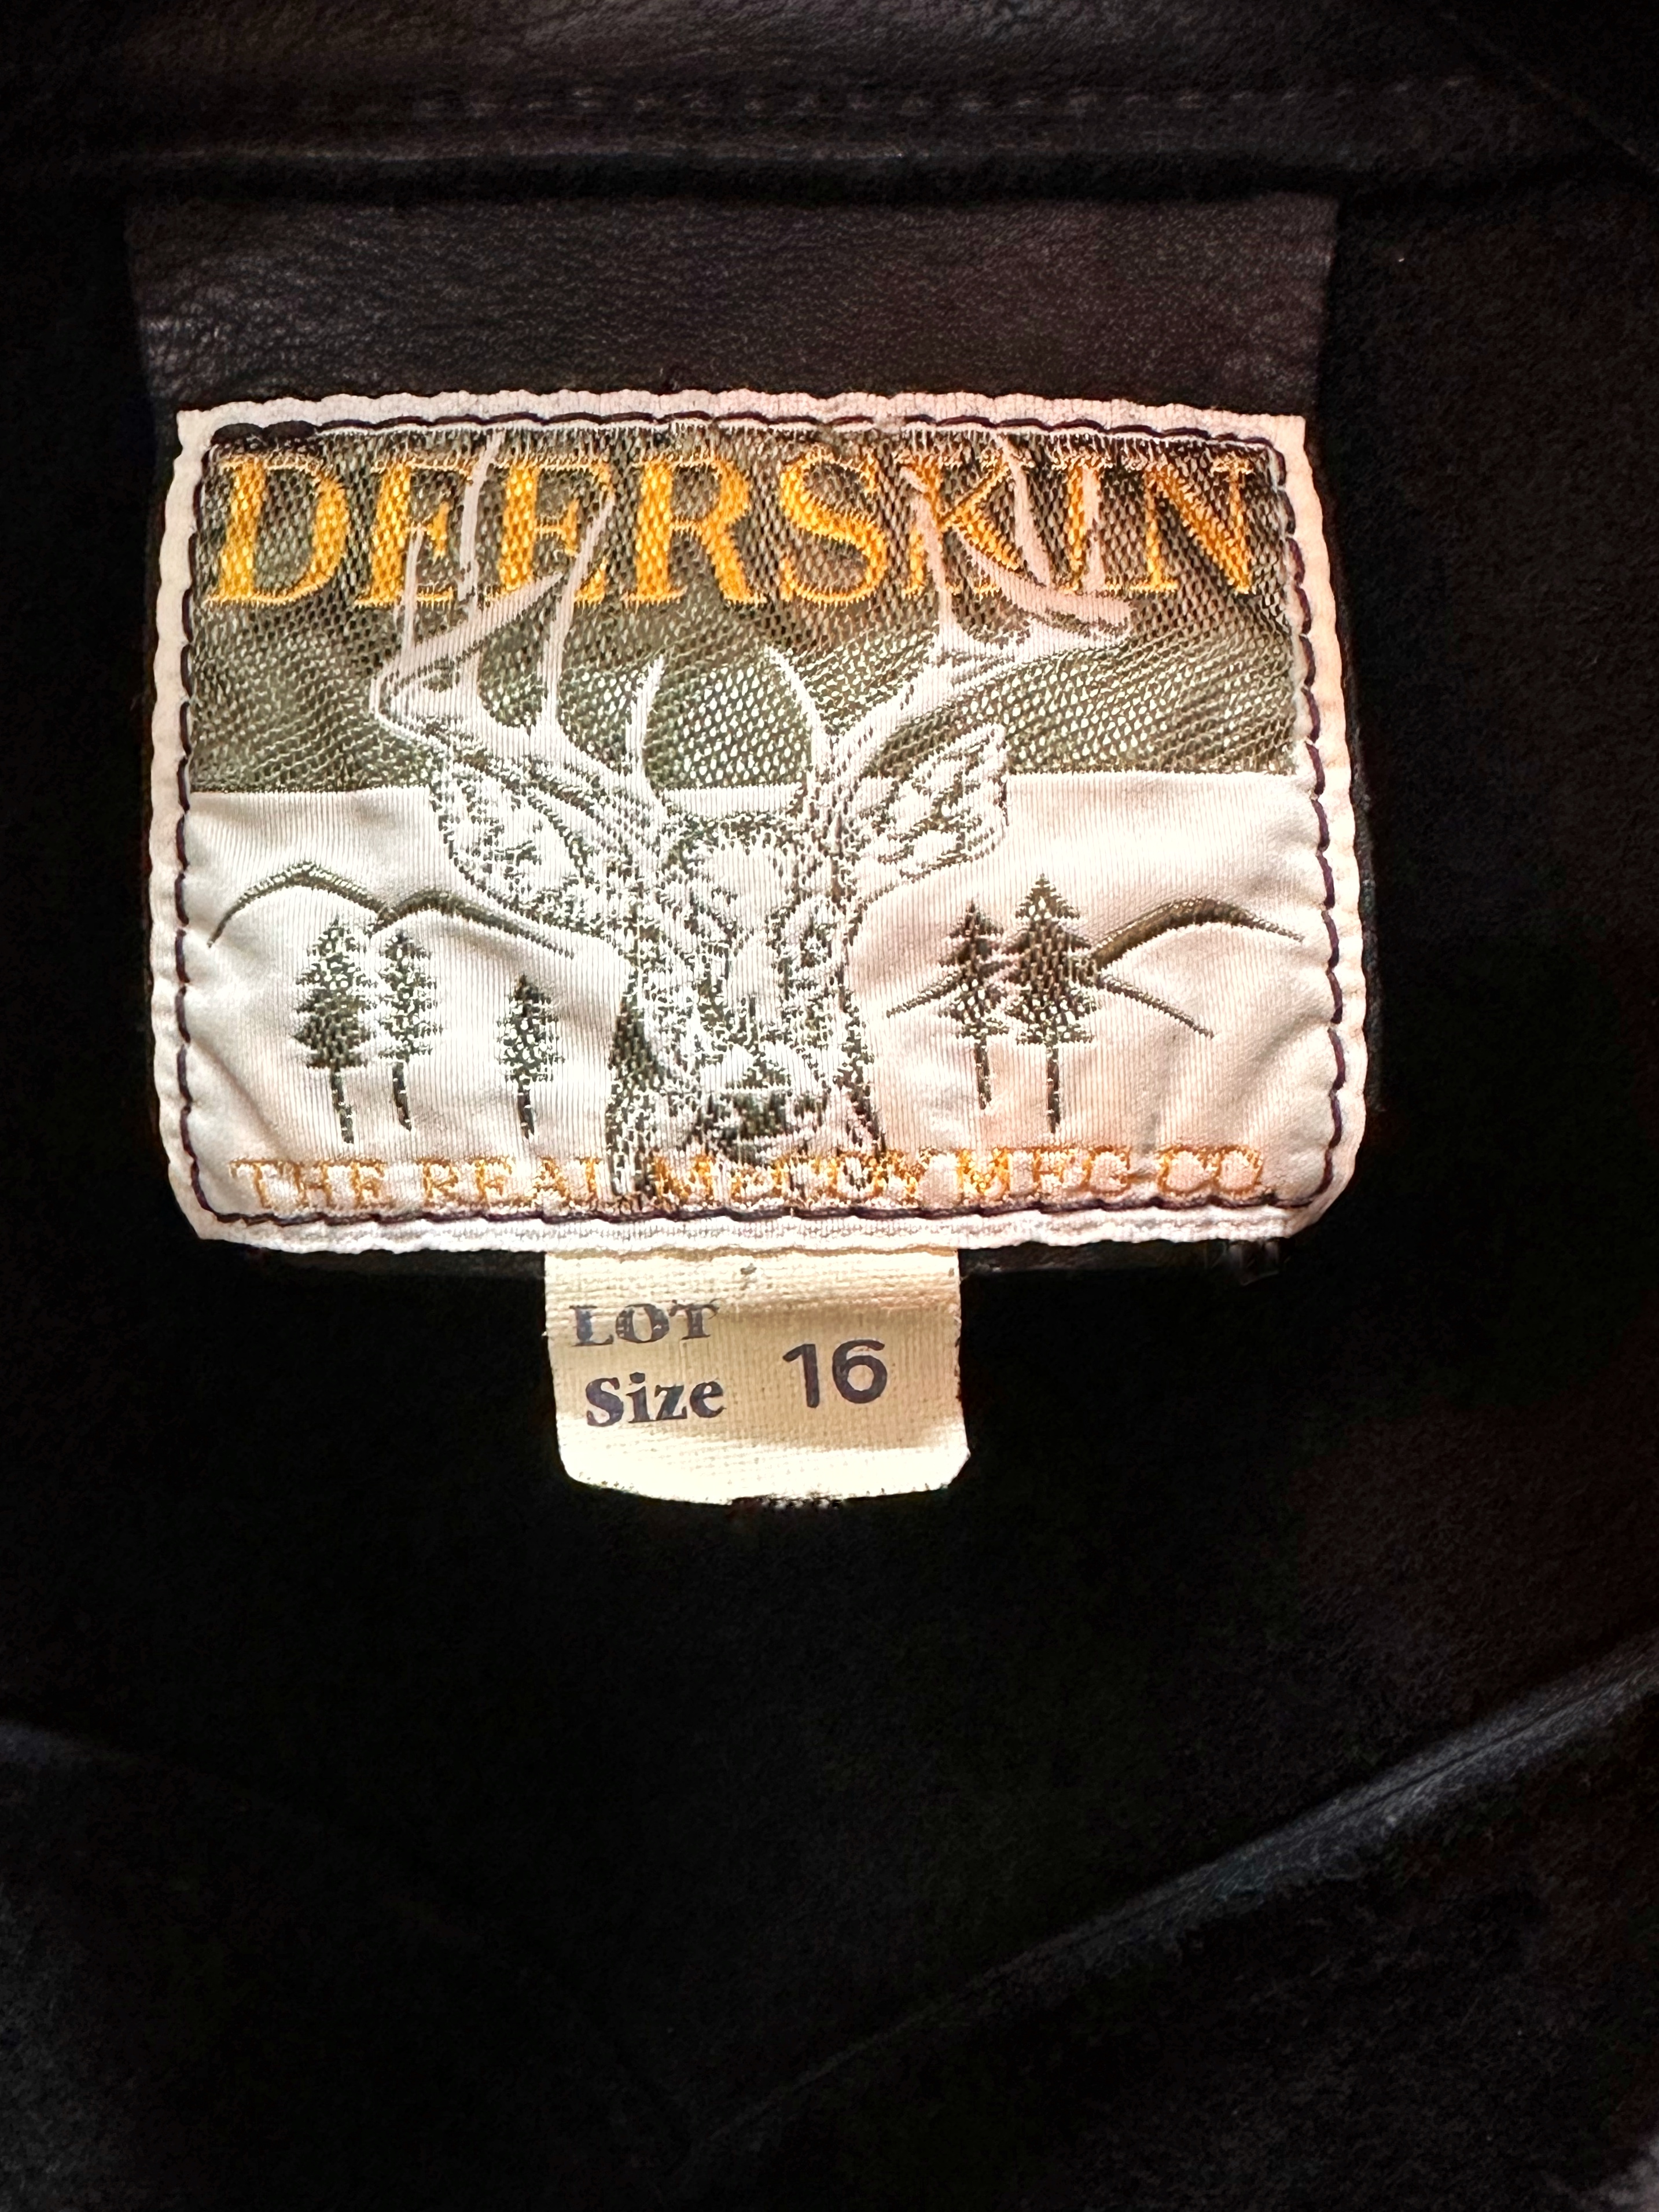 DEERSKIN
THE REAL McCOY MFG.CO.
LOT
Size 16